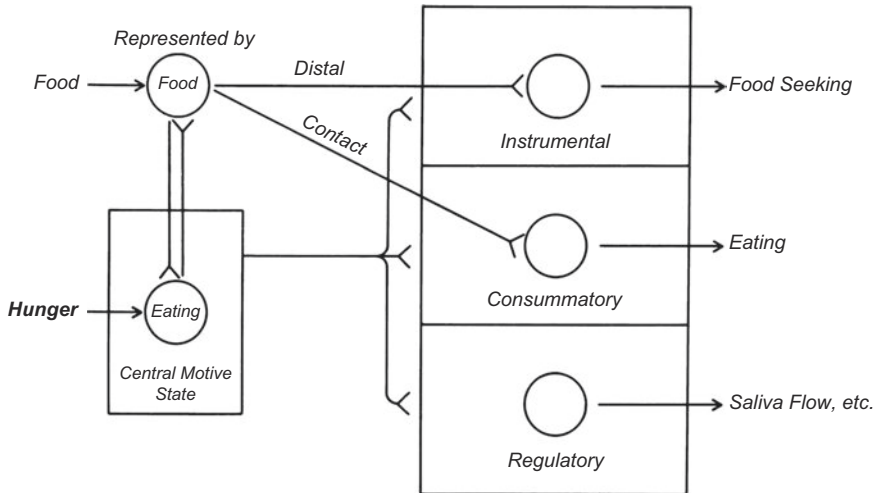 Represented by
Food
Food
Distal
Contact
Instrumental
Food Seeking
Consummatory
Eating
Hunger
Eating
Central Motive
State
Regulatory
Saliva Flow, etc.